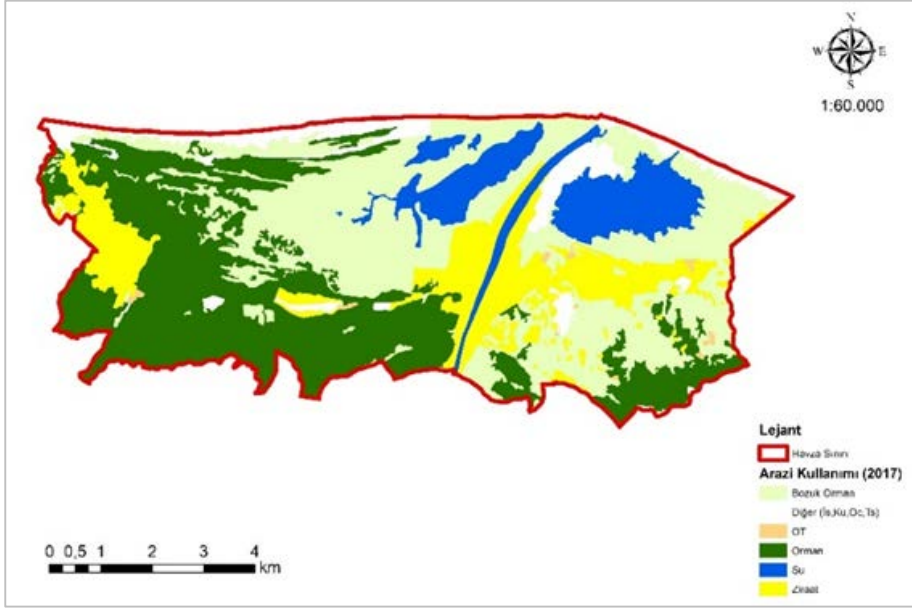 N
W E
S
1:60.000
Lejant
Havza Sınırı
Arazi Kullanımı (2017)
Bozuk Orman
Diğer (İs,Ku,Oc,Ts)
OT
Orman
Su
Ziraat
0 0,5 1 2 3 4
km